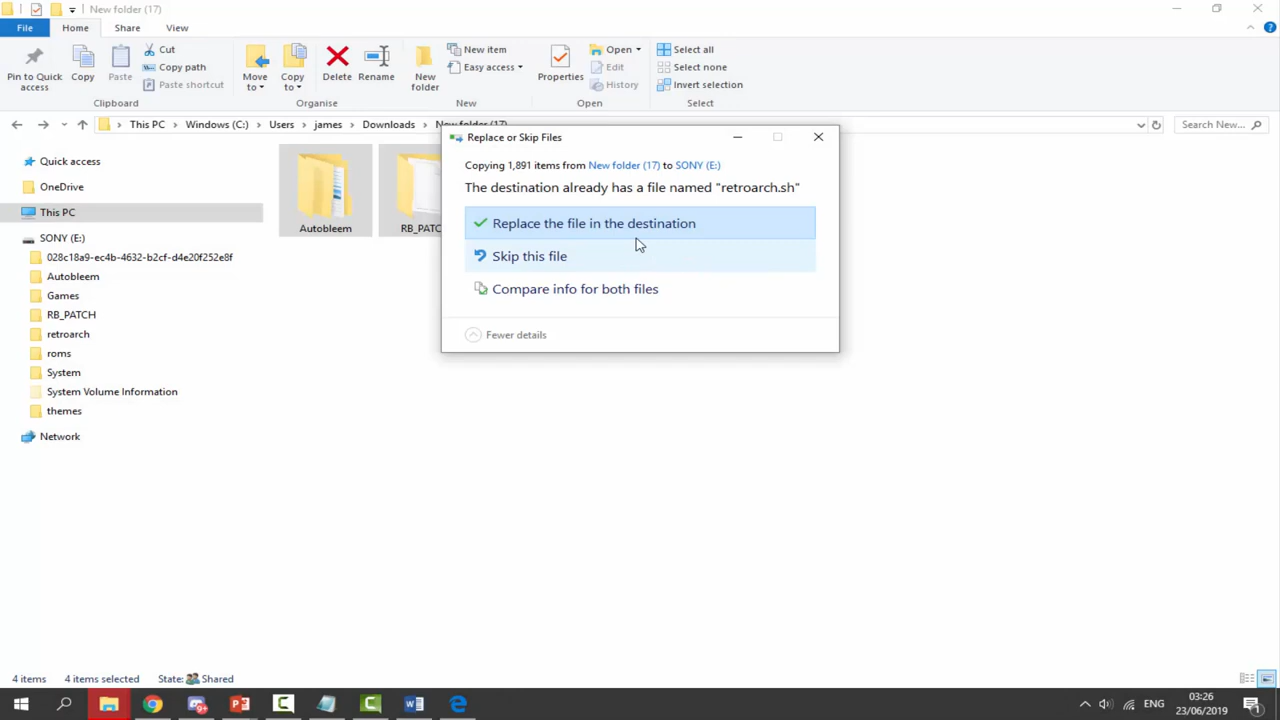 New folder (17)
File
Home
Share
View
Pin to Quick access
Copy
Paste
Cut
Copy path
Paste shortcut
Move to
Copy to
Delete
Rename
New folder
New item
Easy access
Properties
Open
Edit
History
Select all
Select none
Invert selection
Clipboard
Organise
New
Open
Select
This PC > Windows (C:) > Users > james > Downloads > New folder (17)
Search New...
Quick access
OneDrive
This PC
SONY (E:)
028c18a9-ec4b-4632-b2cf-d4e20f252e8f
Autobleem
Games
RB_PATCH
retroarch
roms
System
System Volume Information
themes
Network
Autobleem
RB_PATC
Replace or Skip Files
Copying 1,891 items from New folder (17) to SONY (E:)
The destination already has a file named "retroarch.sh"
Replace the file in the destination
Skip this file
Compare info for both files
Fewer details
4 items
4 items selected
State: Shared
ENG
03:26
23/06/2019